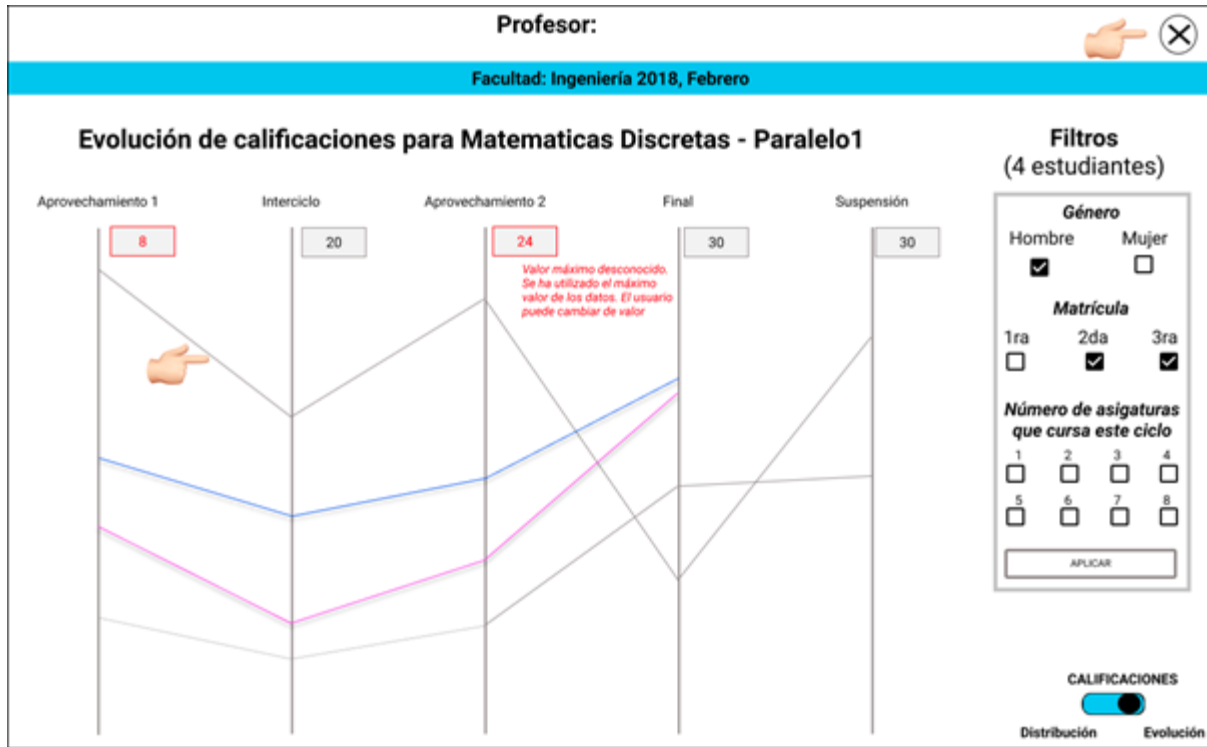 Profesor:
Facultad: Ingeniería 2018, Febrero
Evolución de calificaciones para Matematicas Discretas - Paralelo1
Aprovechamiento 1
Interciclo
Aprovechamiento 2
Final
Suspensión
8
20
24
30
30
Valor máximo desconocido.
Se ha utilizado el máximo
valor de los datos. El usuario
puede cambiar de valor
Filtros
(4 estudiantes)
Género
Hombre Mujer
Matrícula
1ra 2da 3ra
Número de asigaturas
que cursa este ciclo
1 2 3 4
5 6 7 8
APLICAR
CALIFICACIONES
Distribución Evolución